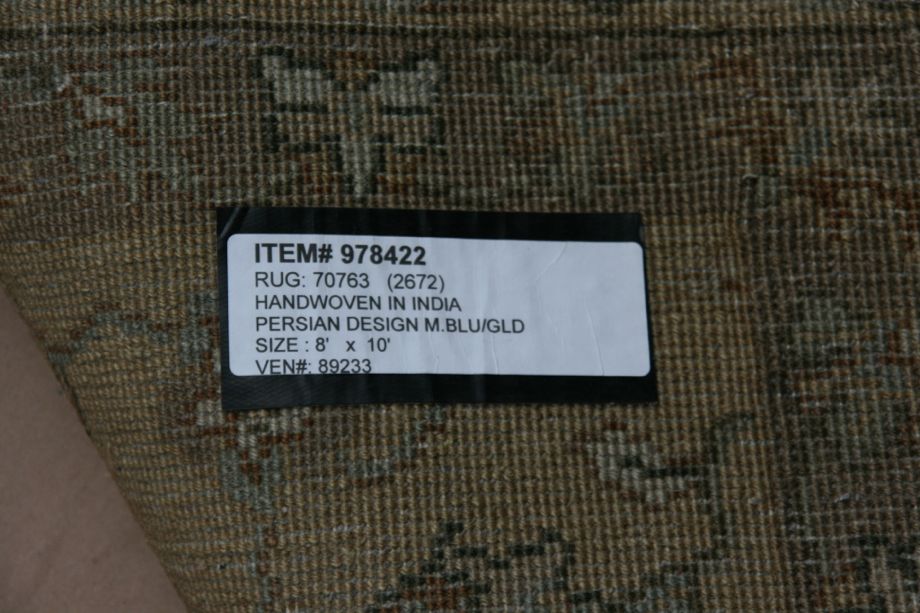 ITEM# 978422
RUG: 70763 (2672)
HANDWOVEN IN INDIA
PERSIAN DESIGN M.BLU/GLD
SIZE : 8' x 10'
VEN#: 89233